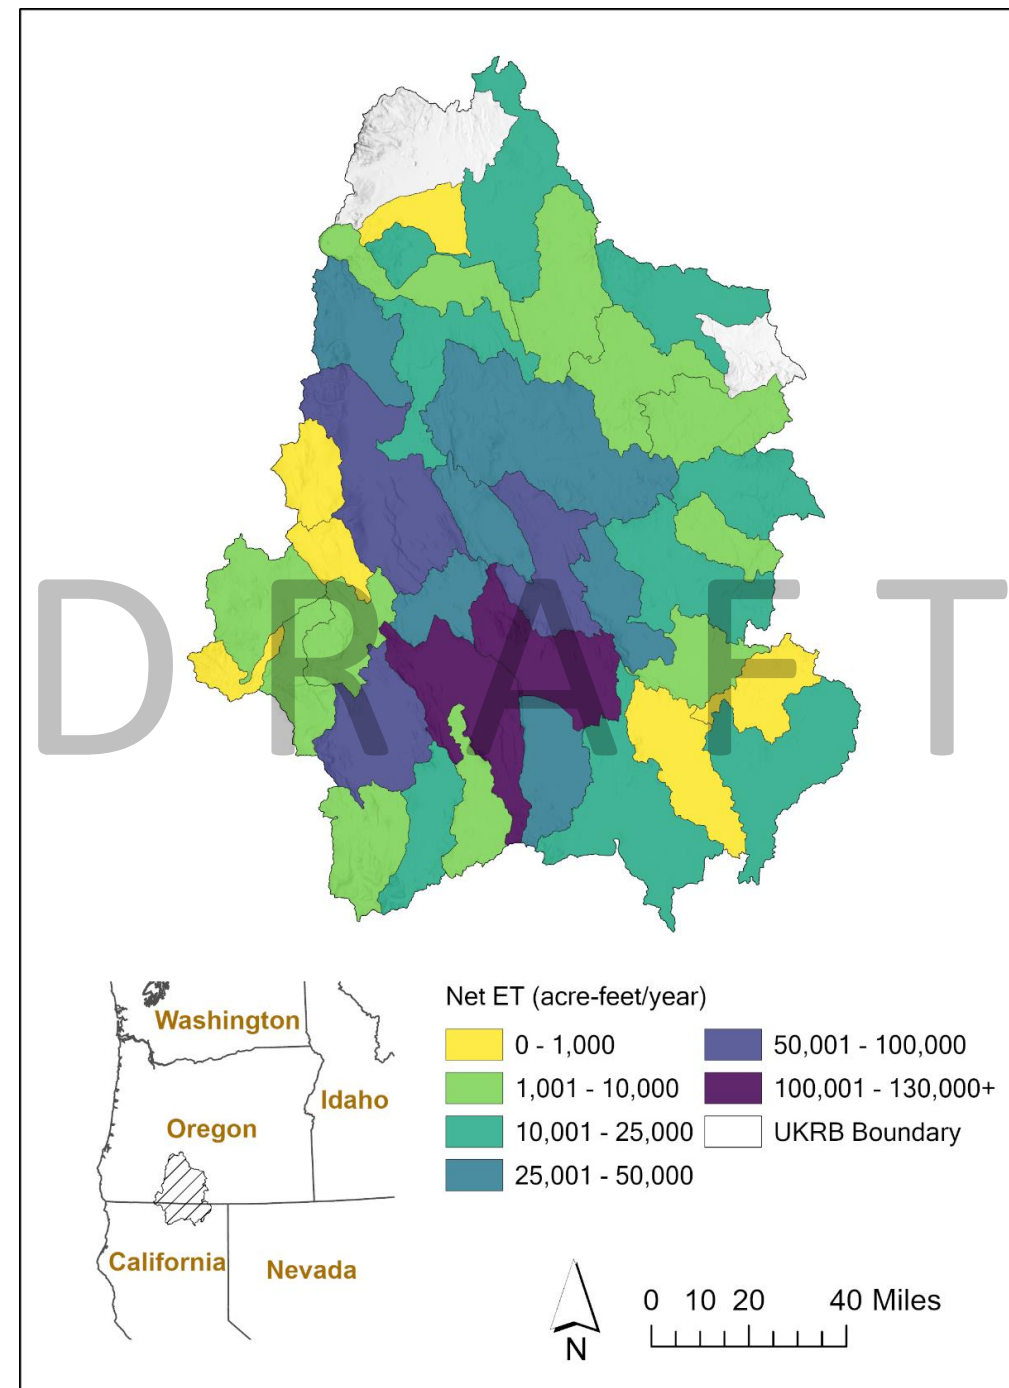 DRAFT
Net ET (acre-feet/year)
0 - 1,000
1,001 - 10,000
10,001 - 25,000
25,001 - 50,000
50,001 - 100,000
100,001 - 130,000+
UKRB Boundary
Washington
Idaho
Oregon
California
Nevada
N
0 10 20 40 Miles